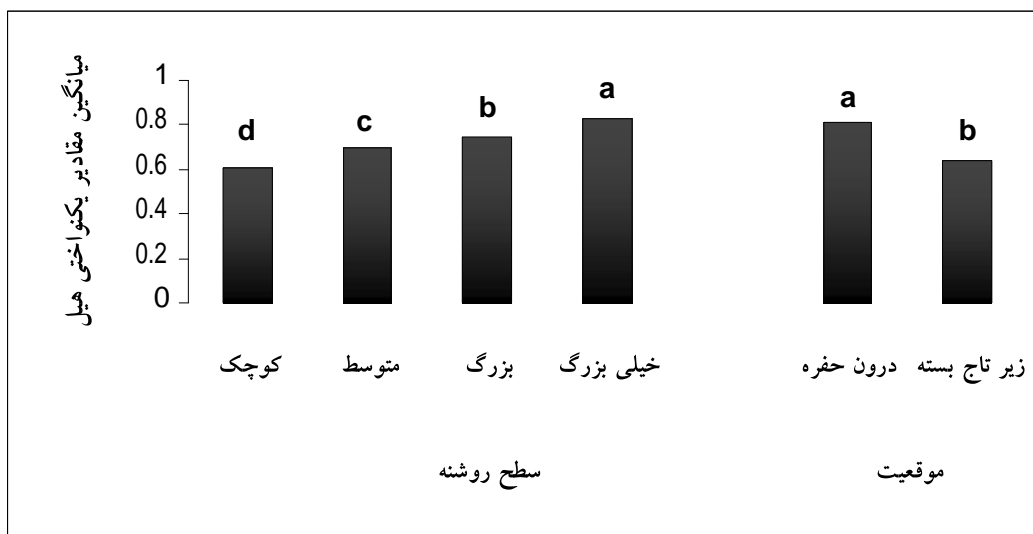 میانگین مقادیر یکنواختی هیل
1
0.8
0.6
0.4
0.2
0
d
c
b
a
a
b
کوچک
متوسط
بزرگ
خیلی بزرگ
درون حفره
زیر تاج بسته
سطح روشنه
موقعیت